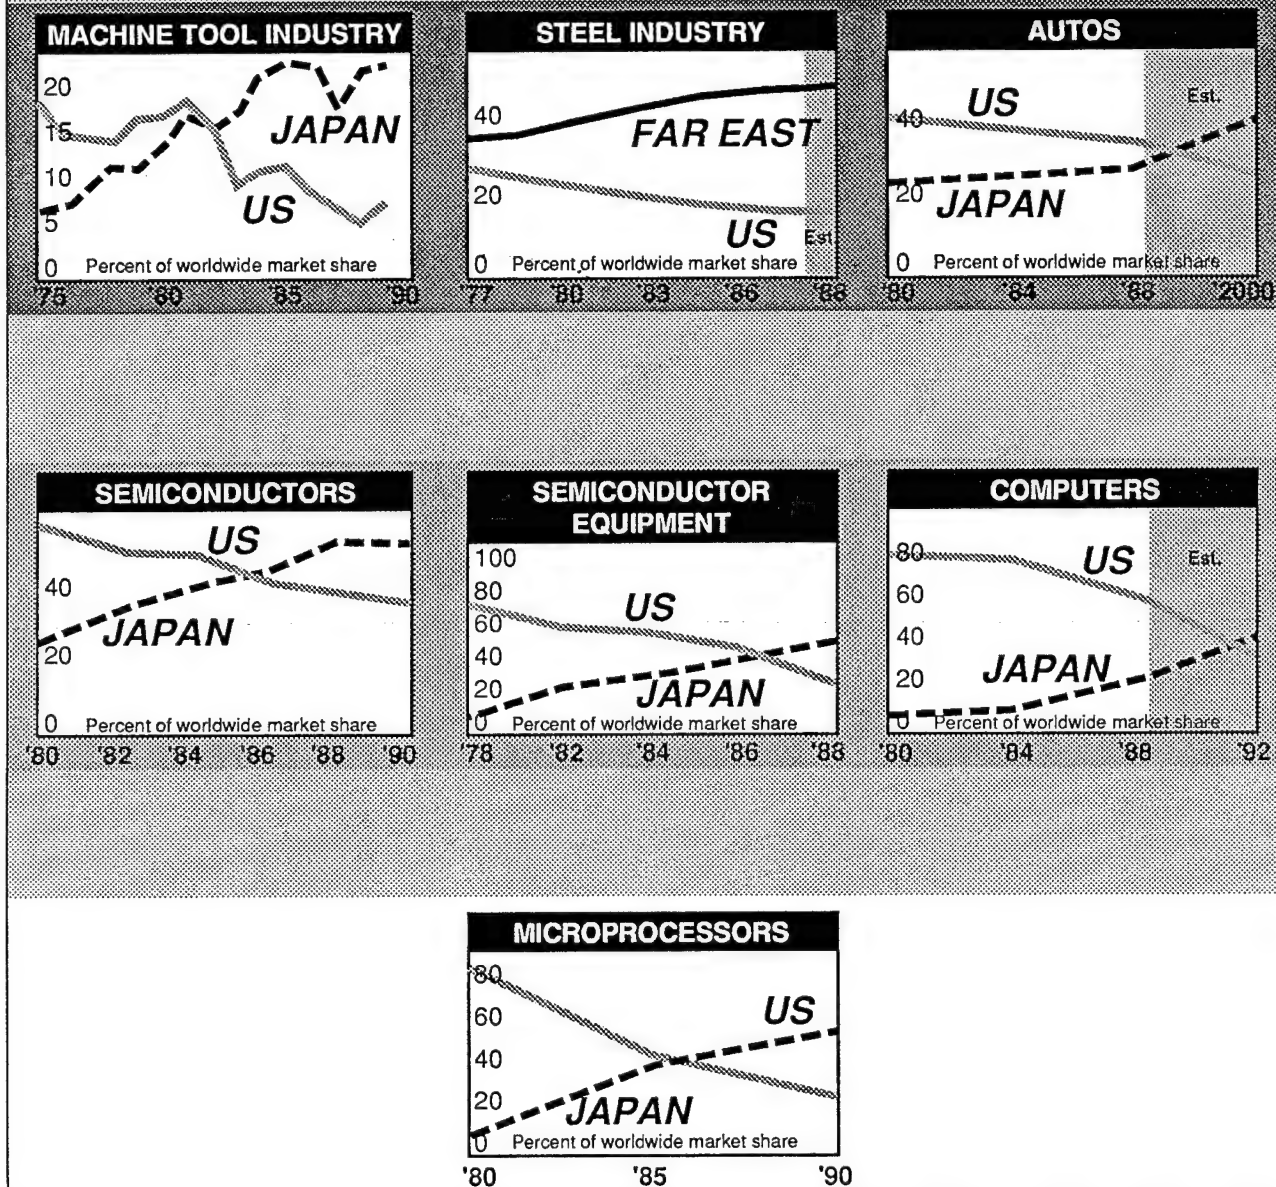 MACHINE TOOL INDUSTRY
20
15
10
5
0
JAPAN
US
Percent of worldwide market share
'75 '80 '85 '90
STEEL INDUSTRY
40
20
0
FAR EAST
US
Est
Percent of worldwide market share
'77 '80 '83 '86 '88
AUTOS
40
20
0
US
Est.
JAPAN
Percent of worldwide market share
'80 '84 '88 '2000
SEMICONDUCTORS
40
20
0
US
JAPAN
Percent of worldwide market share
'80 '82 '84 '86 '88 '90
SEMICONDUCTOR
EQUIPMENT
100
80
60
40
20
0
US
JAPAN
Percent of worldwide market share
'78 '82 '84 '86 '88
COMPUTERS
80
60
40
20
0
US
Est.
JAPAN
Percent of worldwide market share
'80 '84 '88 '92
MICROPROCESSORS
80
60
40
20
0
US
JAPAN
Percent of worldwide market share
'80 '85 '90